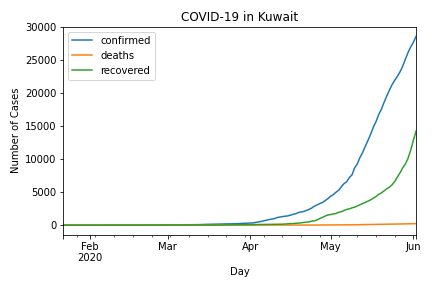 COVID-19 in Kuwait
confirmed
deaths
recovered
Number of Cases
30000
25000
20000
15000
10000
5000
0
Feb
2020
Mar
Apr
May
Jun
Day